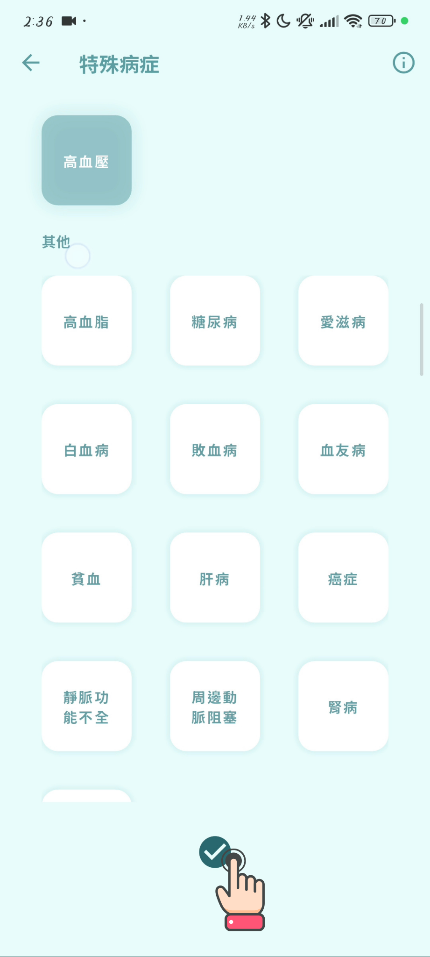 2:36
1.44
KB/s
70
特殊病症
高血壓
其他
高血脂
糖尿病
愛滋病
白血病
敗血病
血友病
貧血
肝病
癌症
靜脈功
能不全
周邊動
脈阻塞
腎病